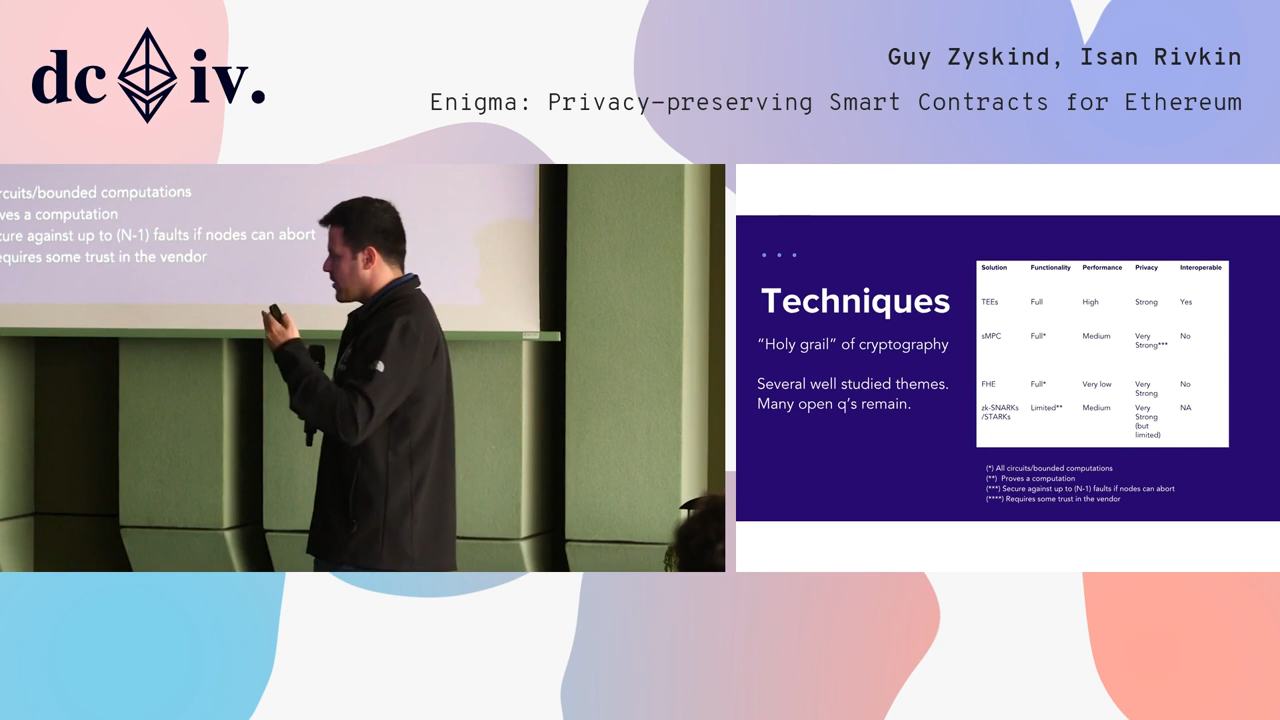 dc iv.
Guy Zyskind, Isan Rivkin
Enigma: Privacy-preserving Smart Contracts for Ethereum
rcuits/bounded computations
ves a computation
cure against up to (N-1) faults if nodes can abort
equires some trust in the vendor
Techniques
“Holy grail” of cryptography
Several well studied themes.
Many open q’s remain.
Solution Functionality Performance Privacy Interoperable
TEEs Full High Strong Yes
sMPC Full* Medium Very No
Strong***
FHE Full* Very low Very No
Strong
zk-SNARKs Limited** Medium Very NA
/STARKs Strong
(but
limited)
(*) All circuits/bounded computations
(**) Proves a computation
(***) Secure against up to (N-1) faults if nodes can abort
(****) Requires some trust in the vendor